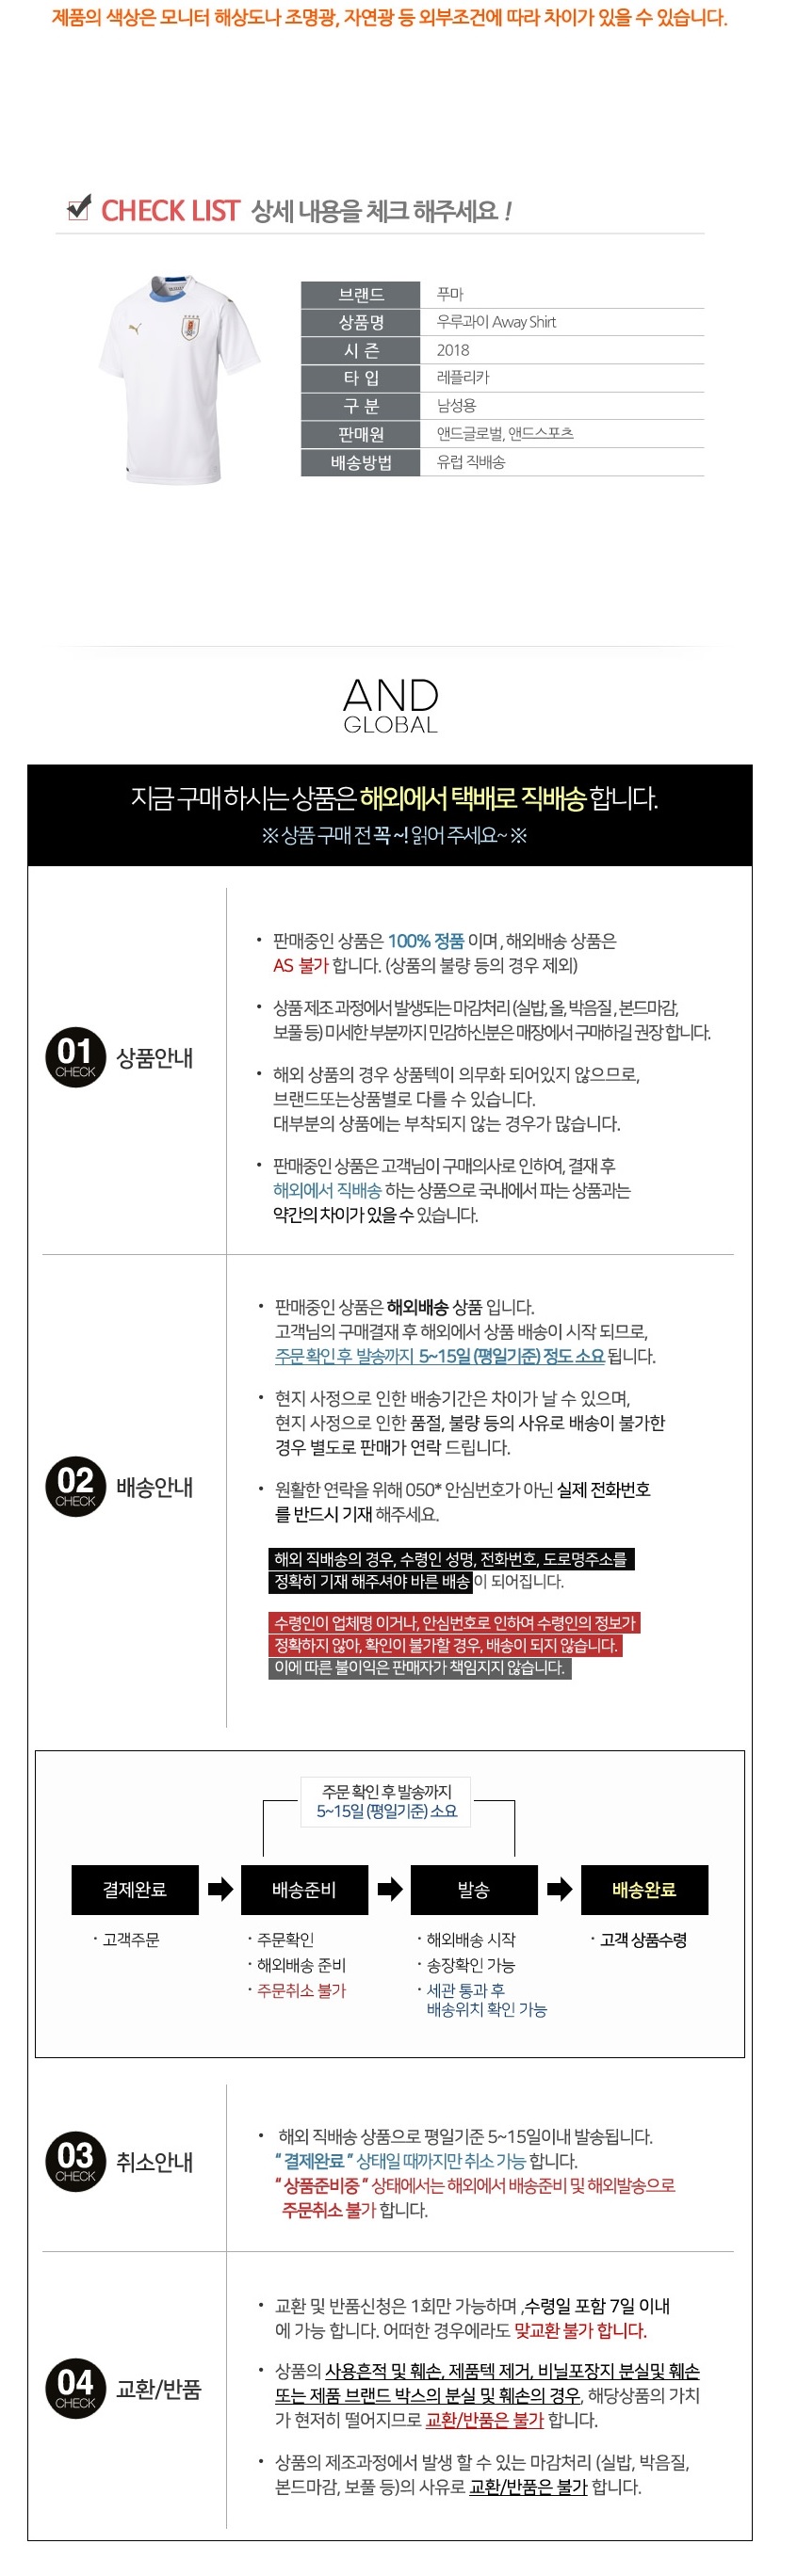 제품의 색상은 모니터 해상도나 조명광, 자연광 등 외부조건에 따라 차이가 있을 수 있습니다.
CHECK LIST 상세 내용을 체크 해주세요 !
브랜드 푸마
상품명 우루과이 Away Shirt
시 즌 2018
타 입 레플리카
구 분 남성용
판매원 앤드글로벌, 앤드스포츠
배송방법 유럽 직배송
AND
GLOBAL
지금 구매 하시는 상품은 해외에서 택배로 직배송 합니다.
※ 상품 구매 전 꼭 ~! 읽어 주세요~ ※
01
CHECK
상품안내
• 판매중인 상품은 100% 정품 이며 , 해외배송 상품은
AS 불가 합니다. (상품의 불량 등의 경우 제외)
• 상품 제조 과정에서 발생되는 마감처리 (실밥, 올, 박음질 , 본드마감,
보풀 등) 미세한 부분까지 민감하신분은 매장에서 구매하길 권장 합니다.
• 해외 상품의 경우 상품텍이 의무화 되어있지 않으므로,
브랜드또는상품별로 다를 수 있습니다.
대부분의 상품에는 부착되지 않는 경우가 많습니다.
• 판매중인 상품은 고객님이 구매의사로 인하여, 결재 후
해외에서 직배송 하는 상품으로 국내에서 파는 상품과는
약간의 차이가 있을 수 있습니다.
02
CHECK
배송안내
• 판매중인 상품은 해외배송 상품 입니다.
고객님의 구매결재 후 해외에서 상품 배송이 시작 되므로,
주문 확인 후 발송까지 5~15일 (평일기준) 정도 소요 됩니다.
• 현지 사정으로 인한 배송기간은 차이가 날 수 있으며,
현지 사정으로 인한 품절, 불량 등의 사유로 배송이 불가한
경우 별도로 판매가 연락 드립니다.
• 원활한 연락을 위해 050* 안심번호가 아닌 실제 전화번호
를 반드시 기재 해주세요.
해외 직배송의 경우, 수령인 성명, 전화번호, 도로명주소를
정확히 기재 해주셔야 바른 배송이 되어집니다.
수령인이 업체명 이거나, 안심번호로 인하여 수령인의 정보가
정확하지 않아, 확인이 불가할 경우, 배송이 되지 않습니다.
이에 따른 불이익은 판매자가 책임지지 않습니다.
주문 확인 후 발송까지
5~15일 (평일기준) 소요
결제완료 배송준비 발송 배송완료
· 고객주문 · 주문확인 · 해외배송 시작 · 고객 상품수령
· 해외배송 준비 · 송장확인 가능
· 주문취소 불가 · 세관 통과 후
배송위치 확인 가능
03
CHECK
취소안내
• 해외 직배송 상품으로 평일기준 5~15일이내 발송됩니다.
“ 결제완료 ” 상태일 때까지만 취소 가능 합니다.
“ 상품준비중 ” 상태에서는 해외에서 배송준비 및 해외발송으로
주문취소 불가 합니다.
04
CHECK
교환/반품
• 교환 및 반품신청은 1회만 가능하며 ,수령일 포함 7일 이내
에 가능 합니다. 어떠한 경우에라도 맞교환 불가 합니다.
• 상품의 사용흔적 및 훼손, 제품텍 제거, 비닐포장지 분실및 훼손
또는 제품 브랜드 박스의 분실 및 훼손의 경우, 해당상품의 가치
가 현저히 떨어지므로 교환/반품은 불가 합니다.
• 상품의 제조과정에서 발생 할 수 있는 마감처리 (실밥, 박음질,
본드마감, 보풀 등)의 사유로 교환/반품은 불가 합니다.